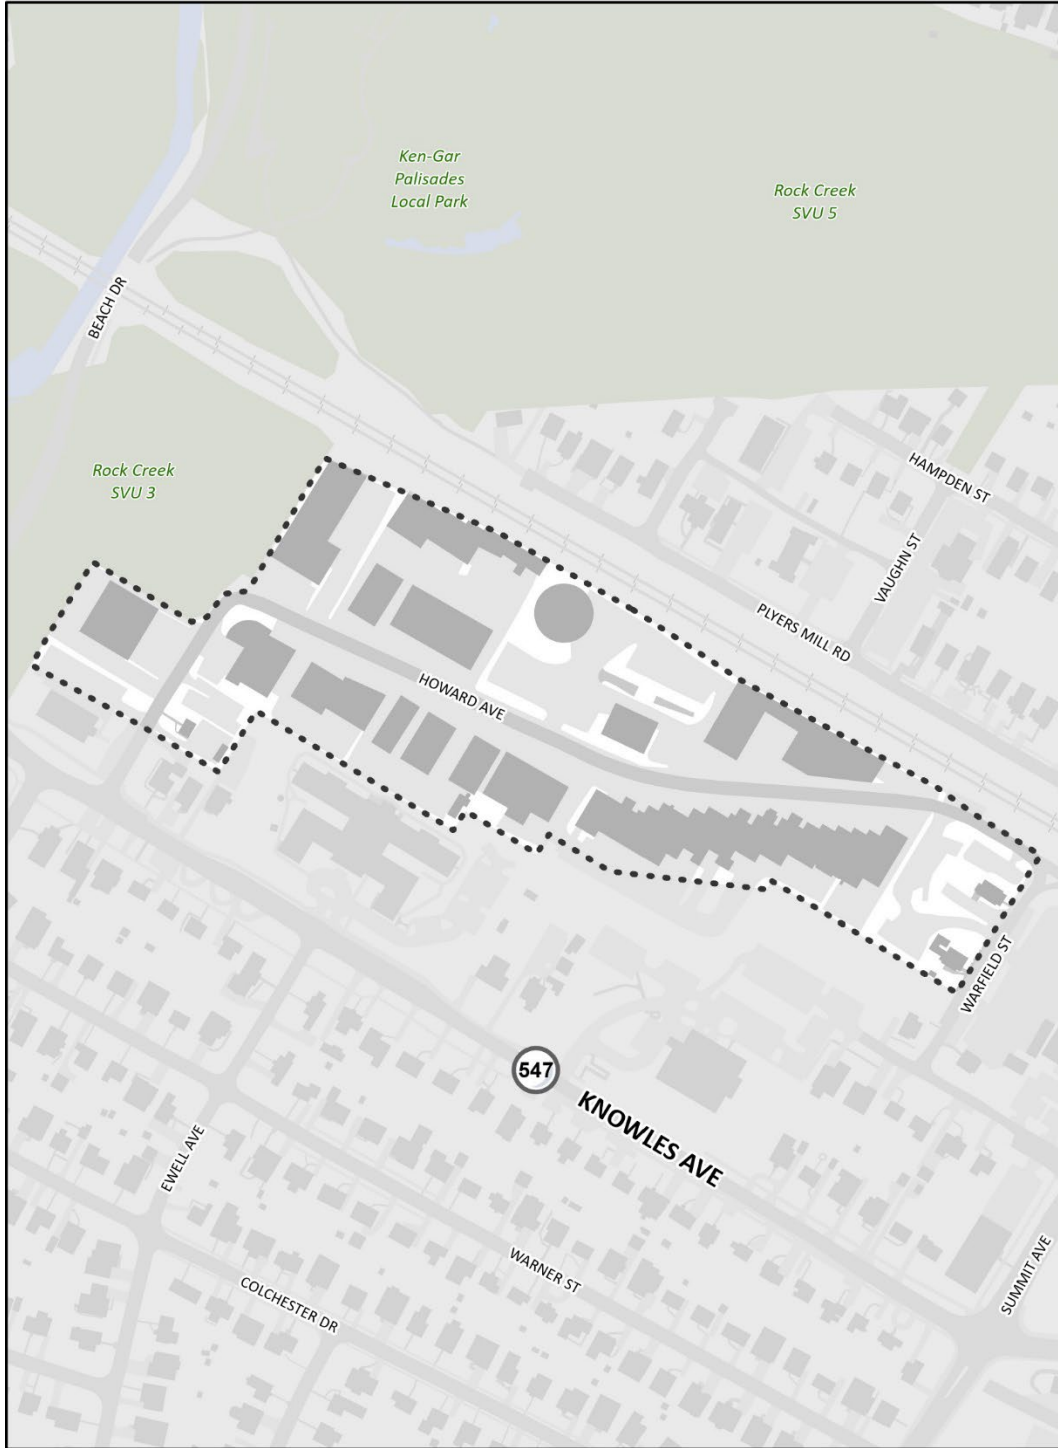 Ken-Gar
Palisades
Local Park
Rock Creek
SVU 5
BEACH DR
Rock Creek
SVU 3
HAMPDEN ST
VAUGHN ST
PLYERS MILL RD
HOWARD AVE
WARFIELD ST
547
KNOWLES AVE
EWELL AVE
WARNER ST
SUMMIT AVE
COLCHESTER DR